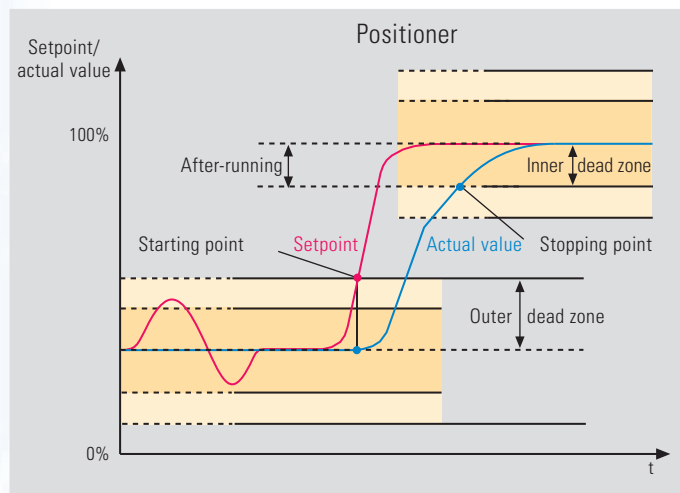 Positioner
Setpoint/
actual value
100%
After-running
Inner dead zone
Starting point
Setpoint
Actual value
Stopping point
Outer dead zone
0%
t